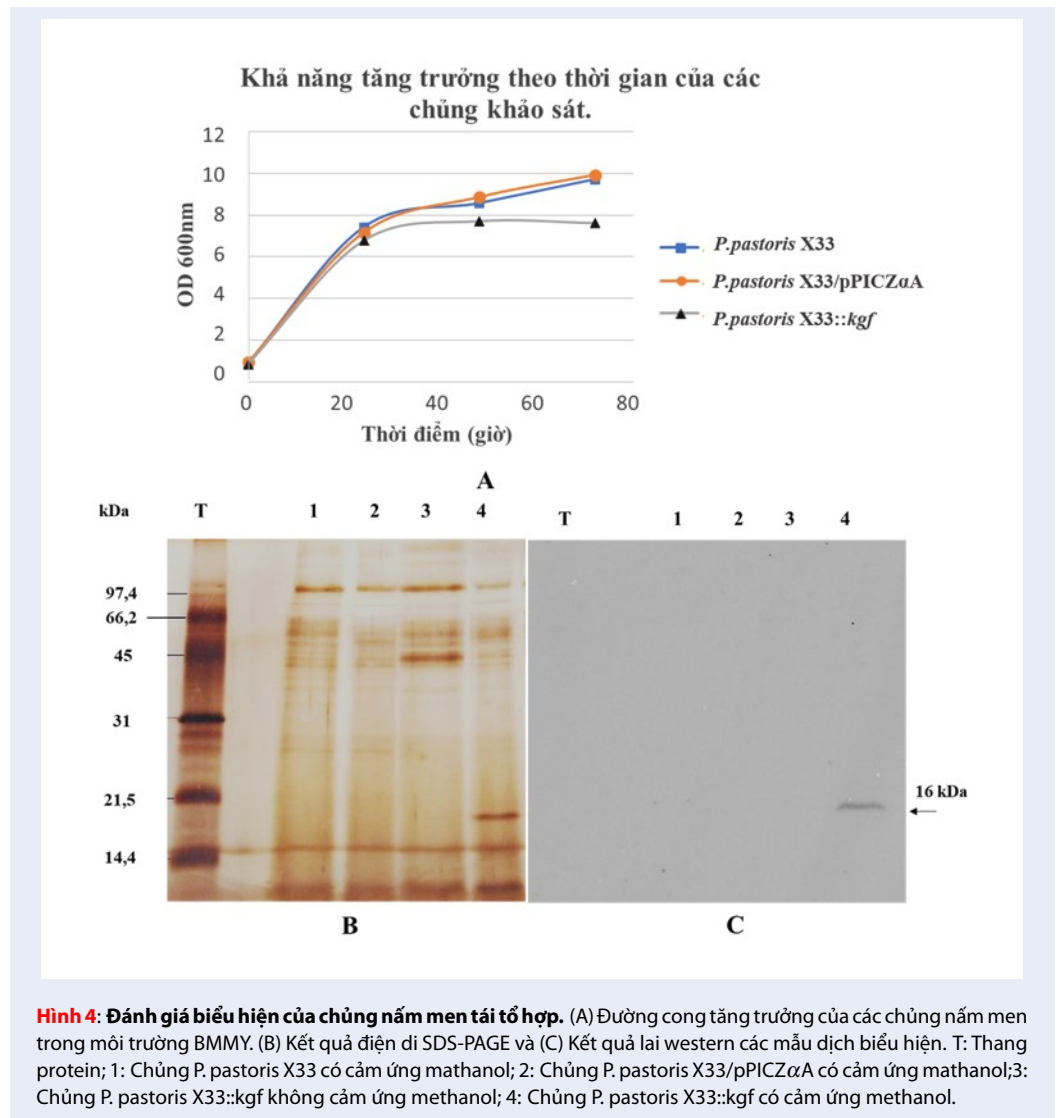 Khả năng tăng trưởng theo thời gian của các
chủng khảo sát.
12
10
8
6
4
2
0
OD 600nm
0 20 40 60 80
Thời điểm (giờ)
P.pastoris X33
P.pastoris X33/pPICZαA
P.pastoris X33::kgf
A
kDa T 1 2 3 4
97,4
66,2
45
31
21,5
14,4
B
T 1 2 3 4
16 kDa
C
Hình 4: Đánh giá biểu hiện của chủng nấm men tái tổ hợp. (A) Đường cong tăng trưởng của các chủng nấm men
trong môi trường BMMY. (B) Kết quả điện di SDS-PAGE và (C) Kết quả lai western các mẫu dịch biểu hiện. T: Thang
protein; 1: Chủng P. pastoris X33 có cảm ứng mathanol; 2: Chủng P. pastoris X33/pPICZαA có cảm ứng mathanol;3:
Chủng P. pastoris X33::kgf không cảm ứng methanol; 4: Chủng P. pastoris X33::kgf có cảm ứng methanol.